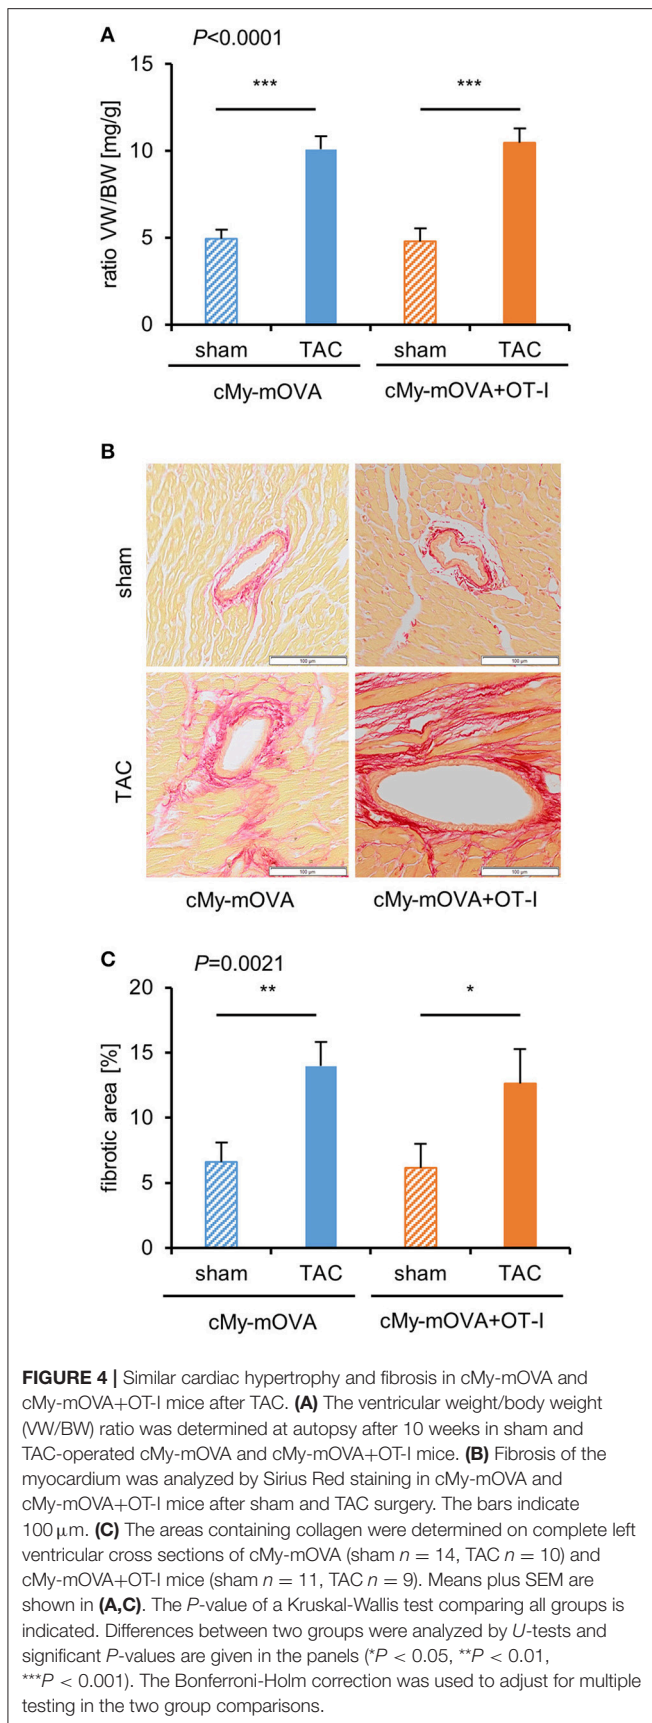 A
P<0.0001
15
10
5
0
ratio VW/BW [mg/g]
*** ***
sham TAC sham TAC
cMy-mOVA cMy-mOVA+OT-I
B
sham
100 µm 100 µm
TAC
100 µm 100 µm
cMy-mOVA cMy-mOVA+OT-I
C
P=0.0021
20
15
10
5
0
fibrotic area [%]
** *
sham TAC sham TAC
cMy-mOVA cMy-mOVA+OT-I
FIGURE 4 | Similar cardiac hypertrophy and fibrosis in cMy-mOVA and
cMy-mOVA+OT-I mice after TAC. (A) The ventricular weight/body weight
(VW/BW) ratio was determined at autopsy after 10 weeks in sham and
TAC-operated cMy-mOVA and cMy-mOVA+OT-I mice. (B) Fibrosis of the
myocardium was analyzed by Sirius Red staining in cMy-mOVA and
cMy-mOVA+OT-I mice after sham and TAC surgery. The bars indicate
100 µm. (C) The areas containing collagen were determined on complete left
ventricular cross sections of cMy-mOVA (sham n = 14, TAC n = 10) and
cMy-mOVA+OT-I mice (sham n = 11, TAC n = 9). Means plus SEM are
shown in (A,C). The P-value of a Kruskal-Wallis test comparing all groups is
indicated. Differences between two groups were analyzed by U-tests and
significant P-values are given in the panels (*P < 0.05, **P < 0.01,
***P < 0.001). The Bonferroni-Holm correction was used to adjust for multiple
testing in the two group comparisons.